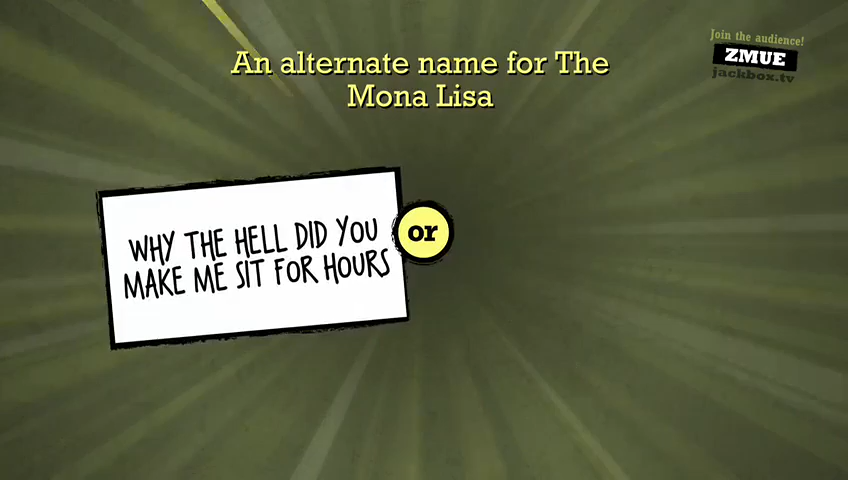 Join the audience!
ZMUE
jackbox.tv
An alternate name for The
Mona Lisa
WHY THE HELL DID YOU
MAKE ME SIT FOR HOURS
or